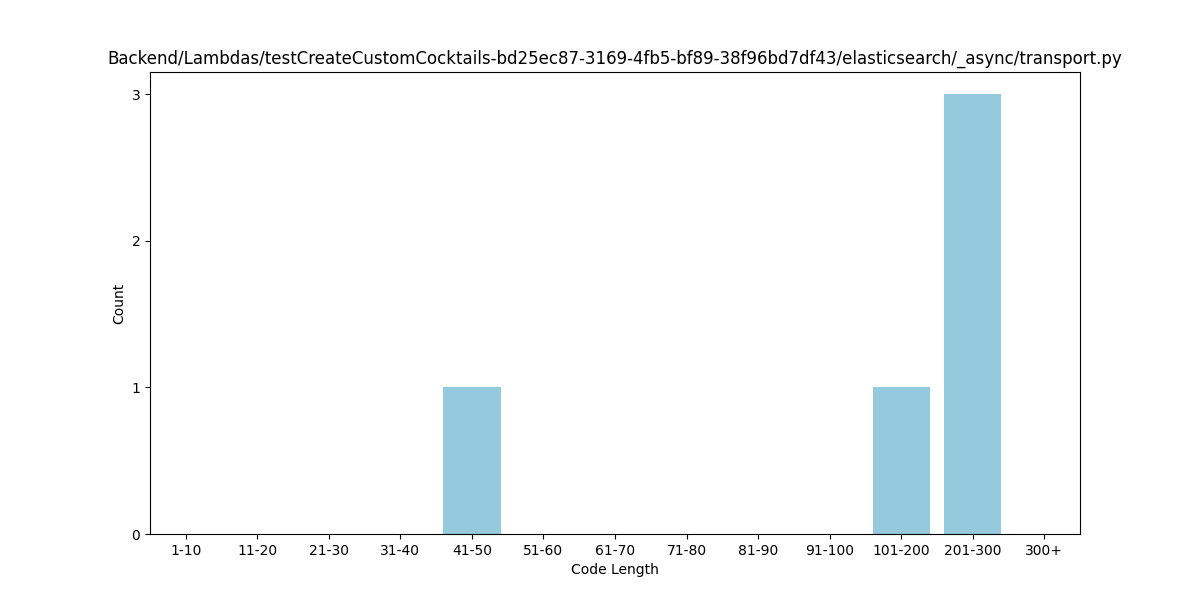 Backend/Lambdas/testCreateCustomCocktails-bd25ec87-3169-4fb5-bf89-38f96bd7df43/elasticsearch/_async/transport.py
3
2
1
0
Count
1-10 11-20 21-30 31-40 41-50 51-60 61-70 71-80 81-90 91-100 101-200 201-300 300+
Code Length